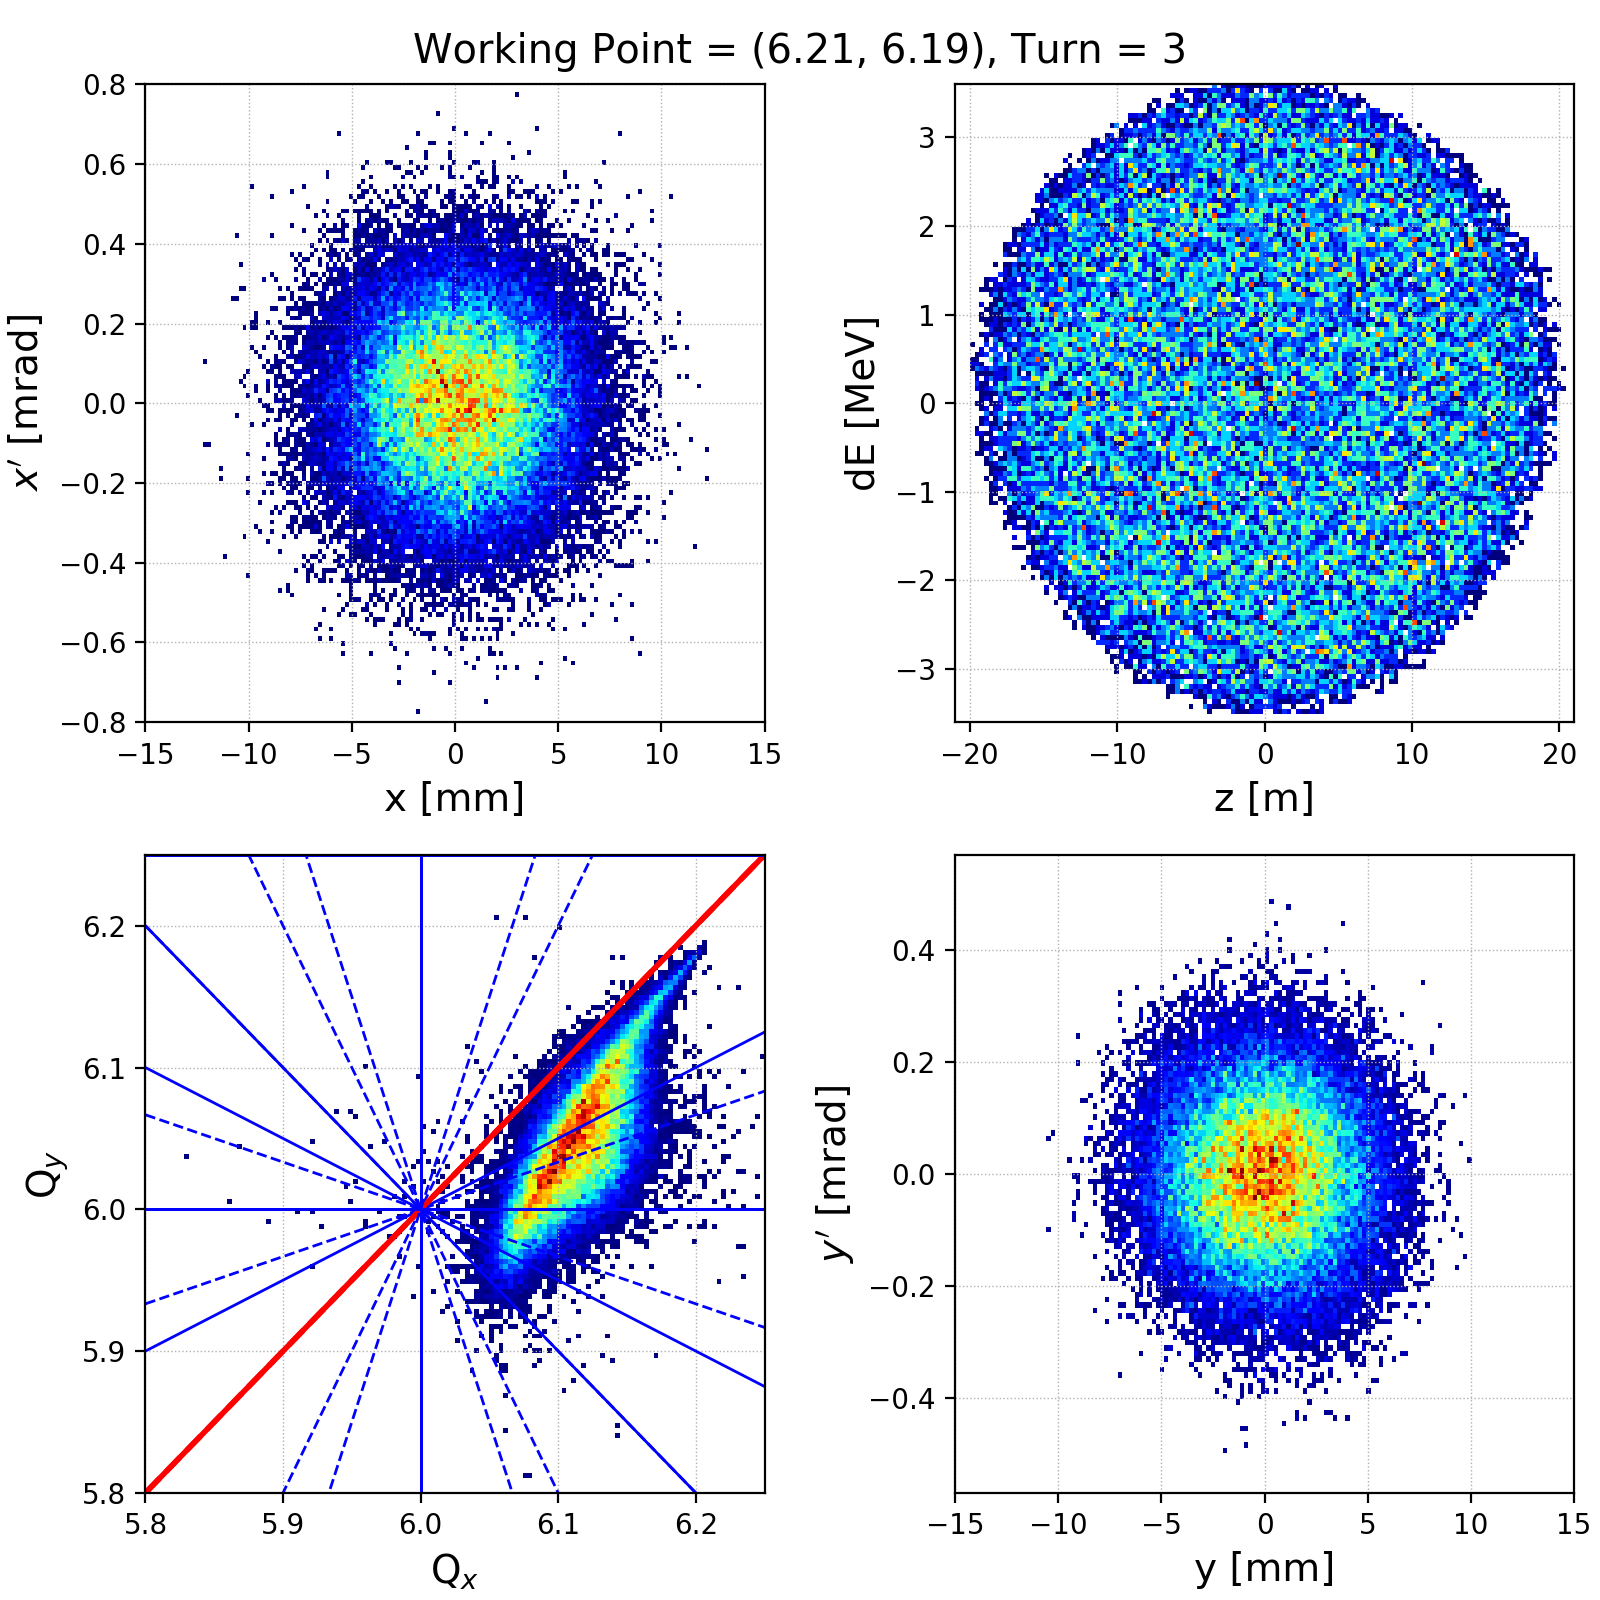 Working Point = (6.21, 6.19), Turn = 3
0.8
0.6
0.4
0.2
0.0
−0.2
−0.4
−0.6
−0.8
x′ [mrad]
−15 −10 −5 0 5 10 15
x [mm]
3
2
1
0
−1
−2
−3
dE [MeV]
−20 −10 0 10 20
z [m]
6.2
6.1
6.0
5.9
5.8
Qy
5.8 5.9 6.0 6.1 6.2
Qx
0.4
0.2
0.0
−0.2
−0.4
y′ [mrad]
−15 −10 −5 0 5 10 15
y [mm]